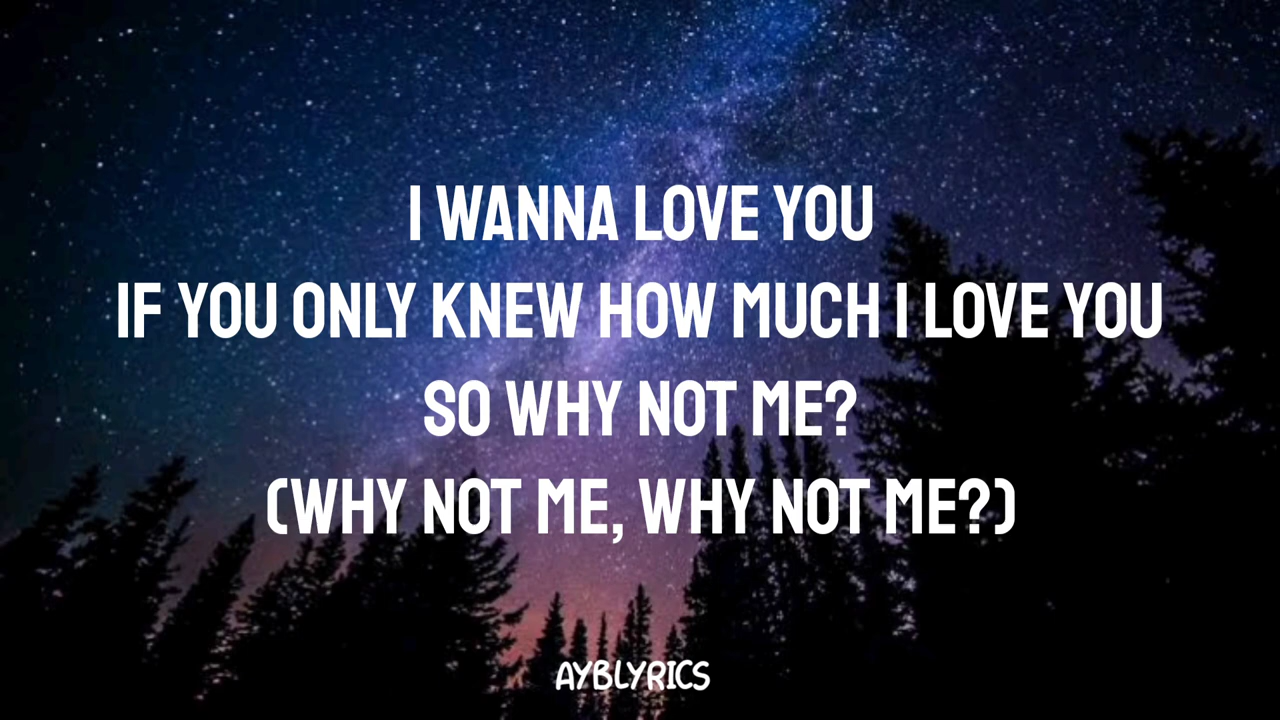 I WANNA LOVE YOU
IF YOU ONLY KNEW HOW MUCH I LOVE YOU
SO WHY NOT ME?
(WHY NOT ME, WHY NOT ME?)
AYBLYRICS